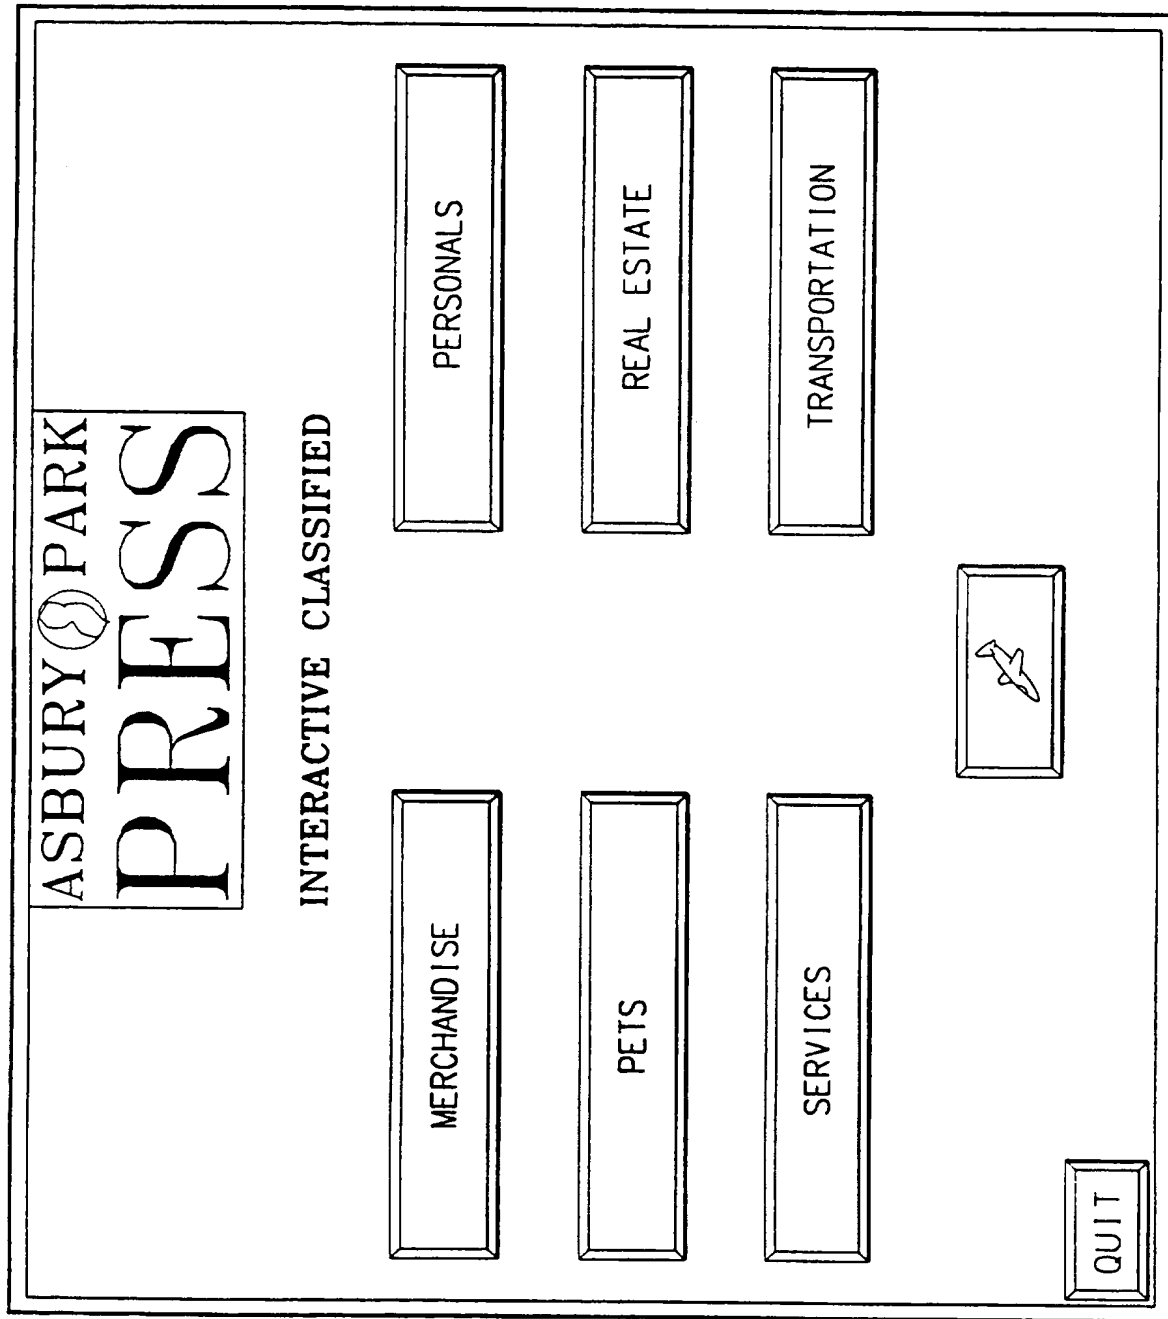 ASBURY PARK
PRESS
INTERACTIVE CLASSIFIED
MERCHANDISE
PERSONALS
PETS
REAL ESTATE
SERVICES
TRANSPORTATION
QUIT